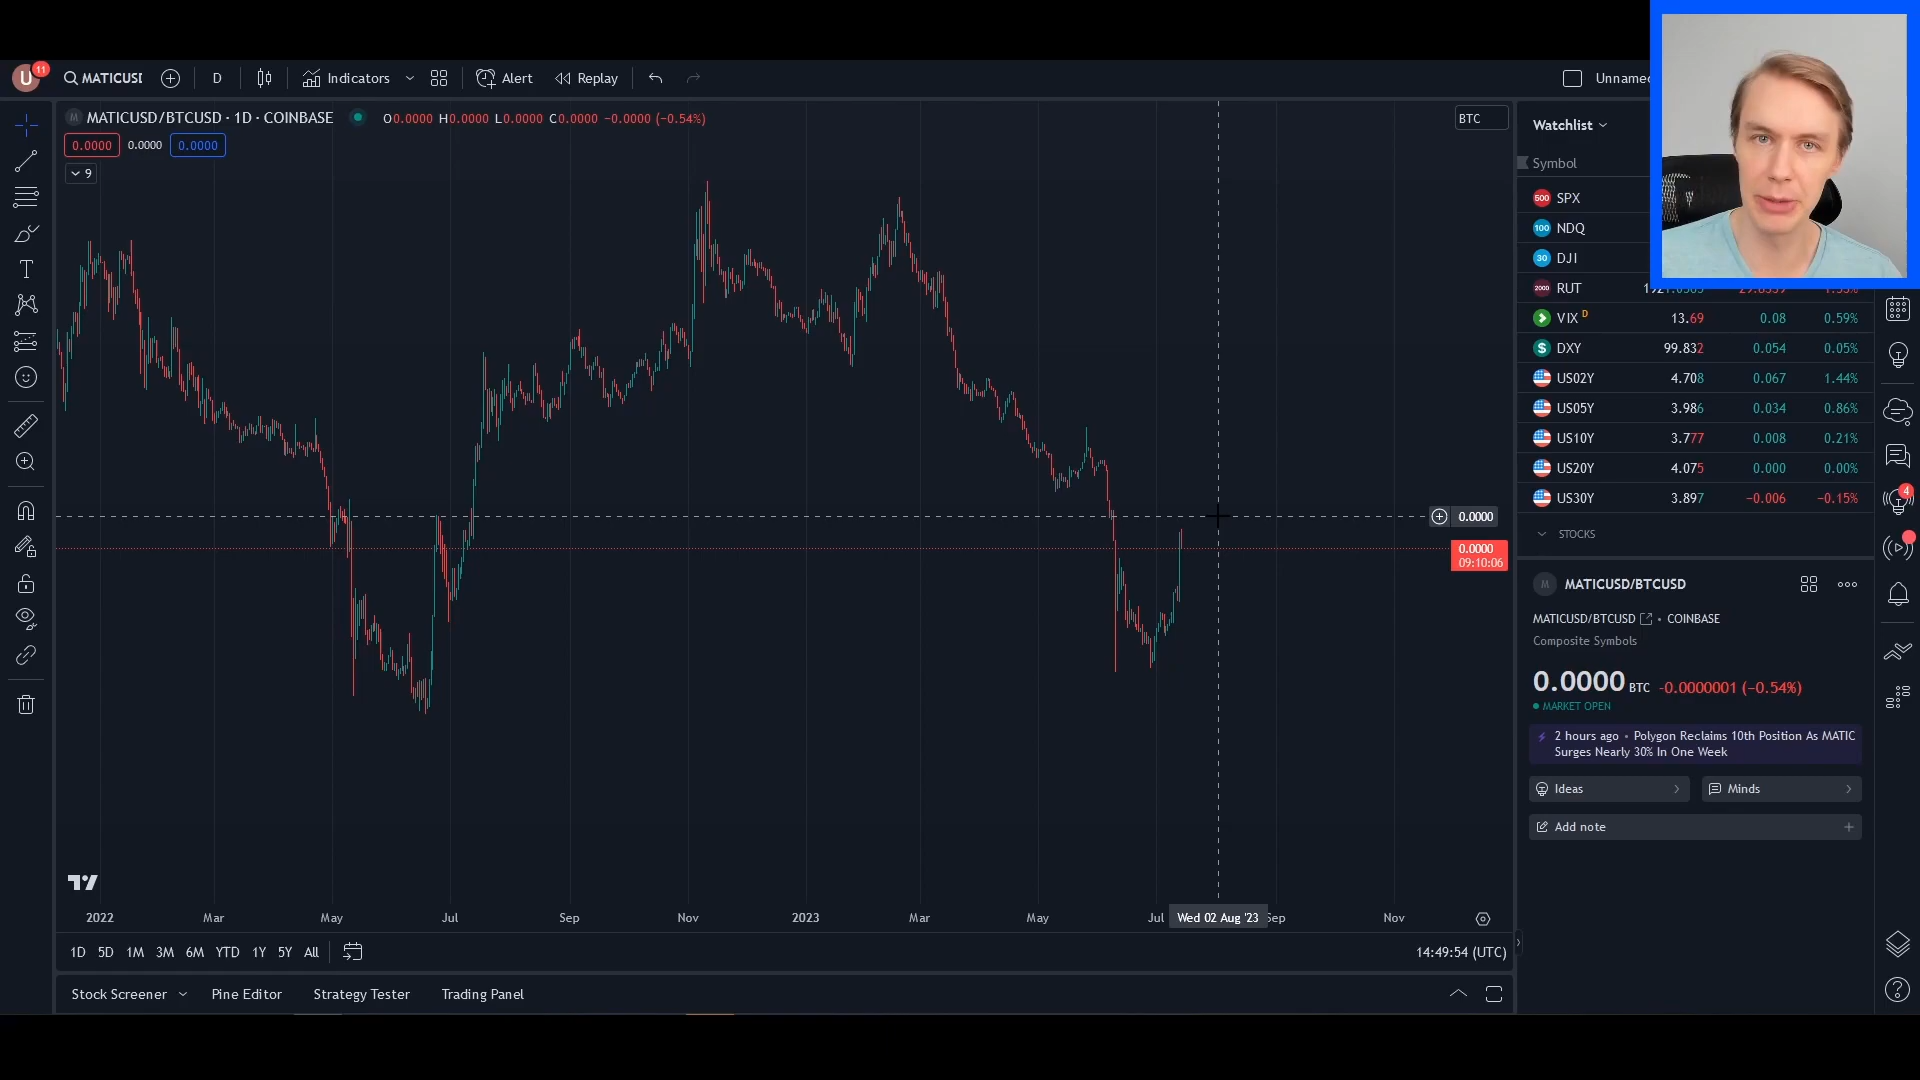 U 11 MATICUSD D Indicators Alert Replay Unnamed
MATICUSD/BTCUSD · 1D · COINBASE O0.0000 H0.0000 L0.0000 C0.0000 −0.0000 (−0.54%)
0.0000 0.0000 0.0000
9
BTC
0.0000
0.0000
09:10:06
2022 Mar May Jul Sep Nov 2023 Mar May Jul Wed 02 Aug '23 Sep Nov
1D 5D 1M 3M 6M YTD 1Y 5Y All 14:49:54 (UTC)
Stock Screener Pine Editor Strategy Tester Trading Panel
Watchlist
Symbol
500 SPX
100 NDQ
30 DJI
2000 RUT
VIX D 13.69 0.08 0.59%
$ DXY 99.832 0.054 0.05%
US02Y 4.708 0.067 1.44%
US05Y 3.986 0.034 0.86%
US10Y 3.777 0.008 0.21%
US20Y 4.075 0.000 0.00%
US30Y 3.897 −0.006 −0.15%
STOCKS
M MATICUSD/BTCUSD
MATICUSD/BTCUSD • COINBASE
Composite Symbols
0.0000 BTC -0.0000001 (−0.54%)
MARKET OPEN
2 hours ago • Polygon Reclaims 10th Position As MATIC
Surges Nearly 30% In One Week
Ideas Minds
Add note
4